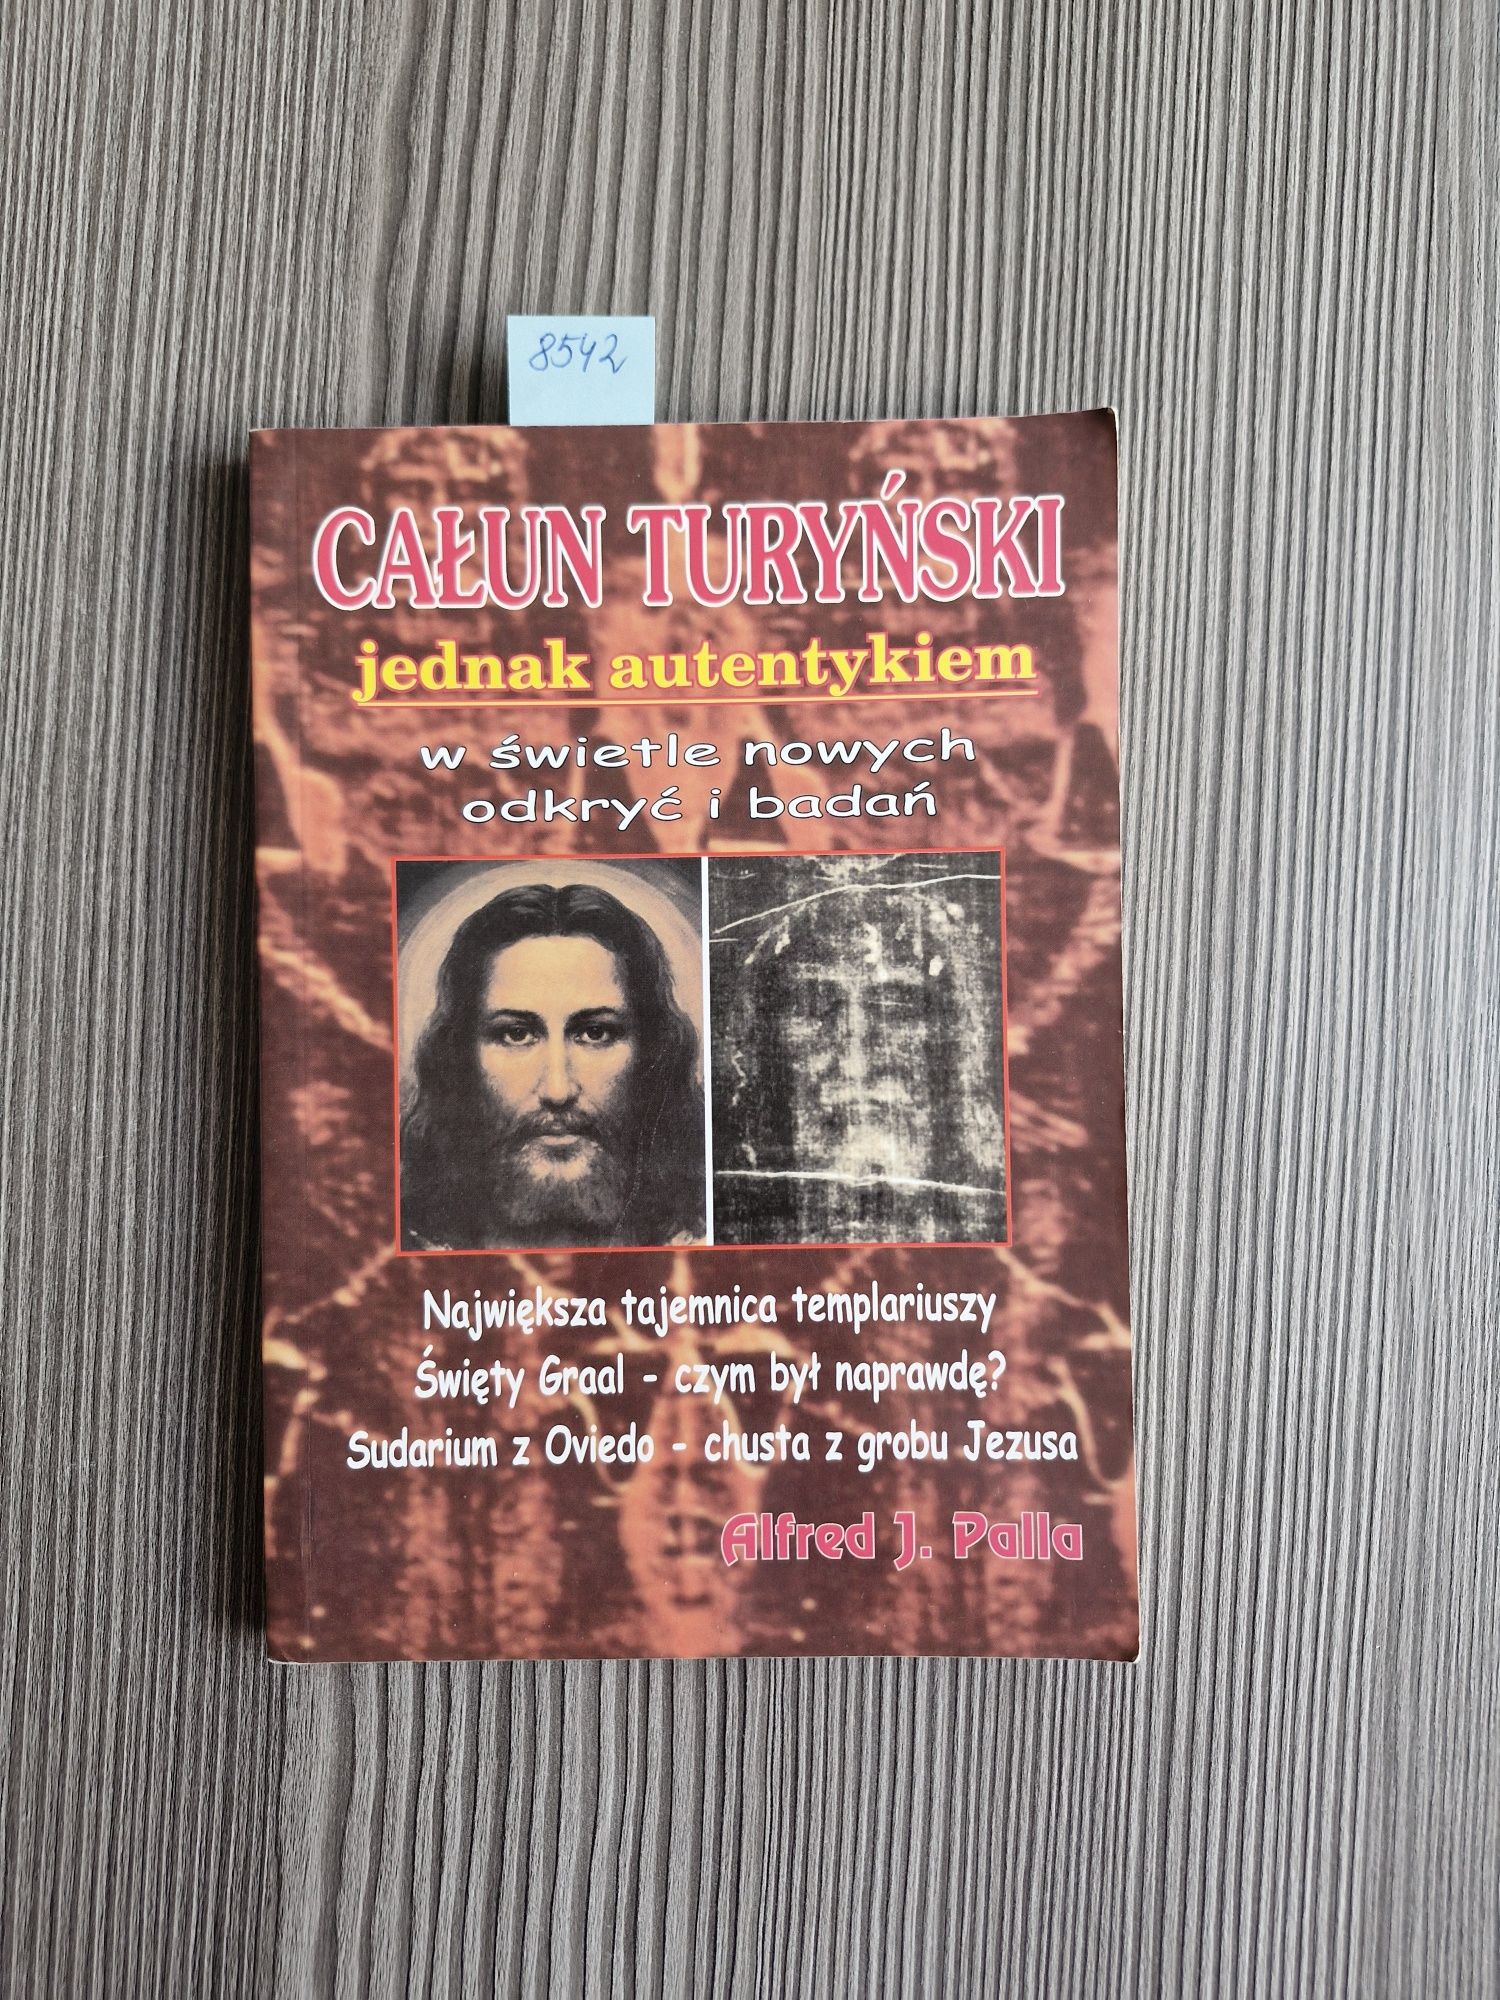 8542
CAŁUN TURYŃSKI
jednak autentykiem
w świetle nowych
odkryć i badań
Największa tajemnica templariuszy
Święty Graal - czym był naprawdę?
Sudarium z Oviedo - chusta z grobu Jezusa
Alfred J. Palla